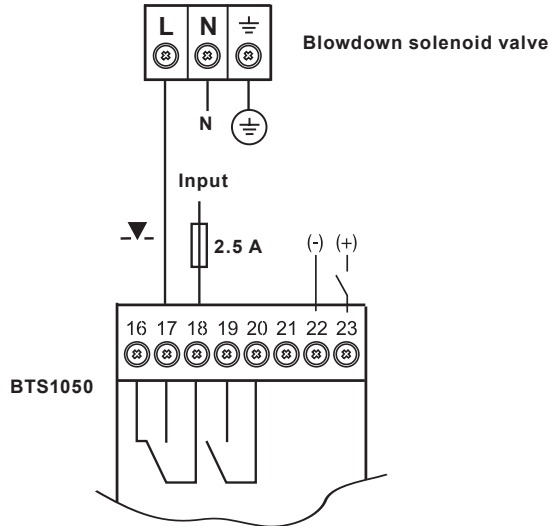 L N
Blowdown solenoid valve
N
Input
2.5 A
(-) (+)
16 17 18 19 20 21 22 23
BTS1050